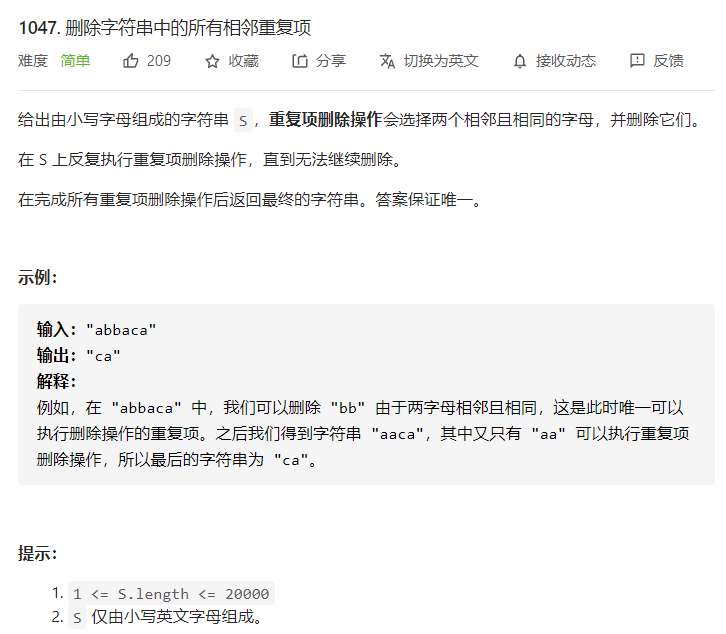 1047. 删除字符串中的所有相邻重复项
难度 简单 209 收藏 分享 切换为英文 接收动态 反馈
给出由小写字母组成的字符串 S，重复项删除操作会选择两个相邻且相同的字母，并删除它们。
在 S 上反复执行重复项删除操作，直到无法继续删除。
在完成所有重复项删除操作后返回最终的字符串。答案保证唯一。
示例：
输入："abbaca"
输出："ca"
解释：
例如，在 "abbaca" 中，我们可以删除 "bb" 由于两字母相邻且相同，这是此时唯一可以
执行删除操作的重复项。之后我们得到字符串 "aaca"，其中又只有 "aa" 可以执行重复项
删除操作，所以最后的字符串为 "ca"。
提示：
1. 1 <= S.length <= 20000
2. S 仅由小写英文字母组成。